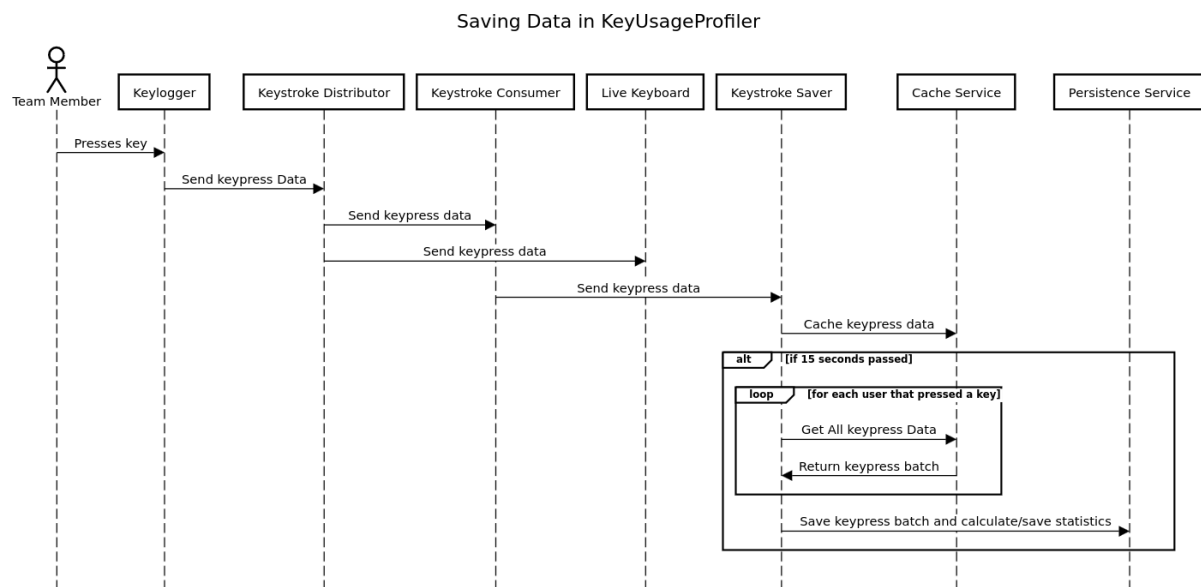 Saving Data in KeyUsageProfiler
Team Member
Keylogger
Keystroke Distributor
Keystroke Consumer
Live Keyboard
Keystroke Saver
Cache Service
Persistence Service
Presses key
Send keypress Data
Send keypress data
Send keypress data
Send keypress data
Cache keypress data
alt [if 15 seconds passed]
loop [for each user that pressed a key]
Get All keypress Data
Return keypress batch
Save keypress batch and calculate/save statistics